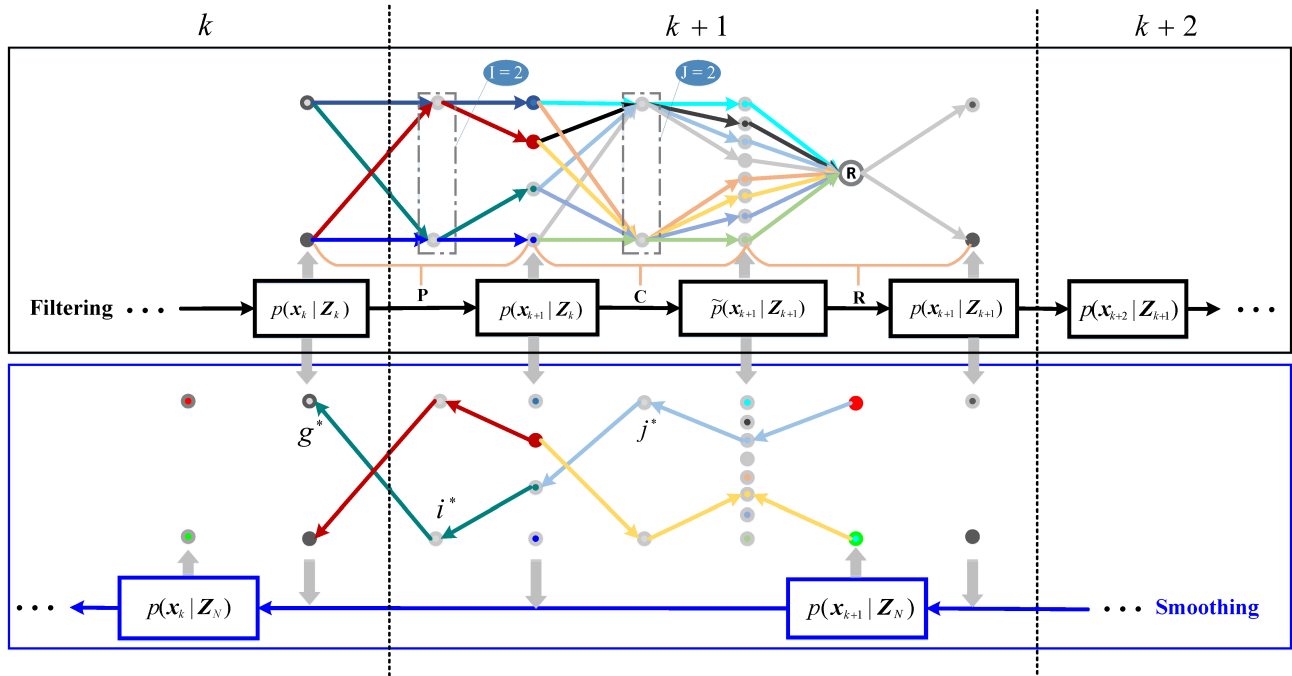 k
k + 1
k + 2
I = 2
J = 2
R
P
C
R
Filtering
p(x_k | Z_k)
p(x_{k+1} | Z_k)
p̃(x_{k+1} | Z_{k+1})
p(x_{k+1} | Z_{k+1})
p(x_{k+2} | Z_{k+1})
g*
j*
i*
p(x_k | Z_N)
p(x_{k+1} | Z_N)
Smoothing